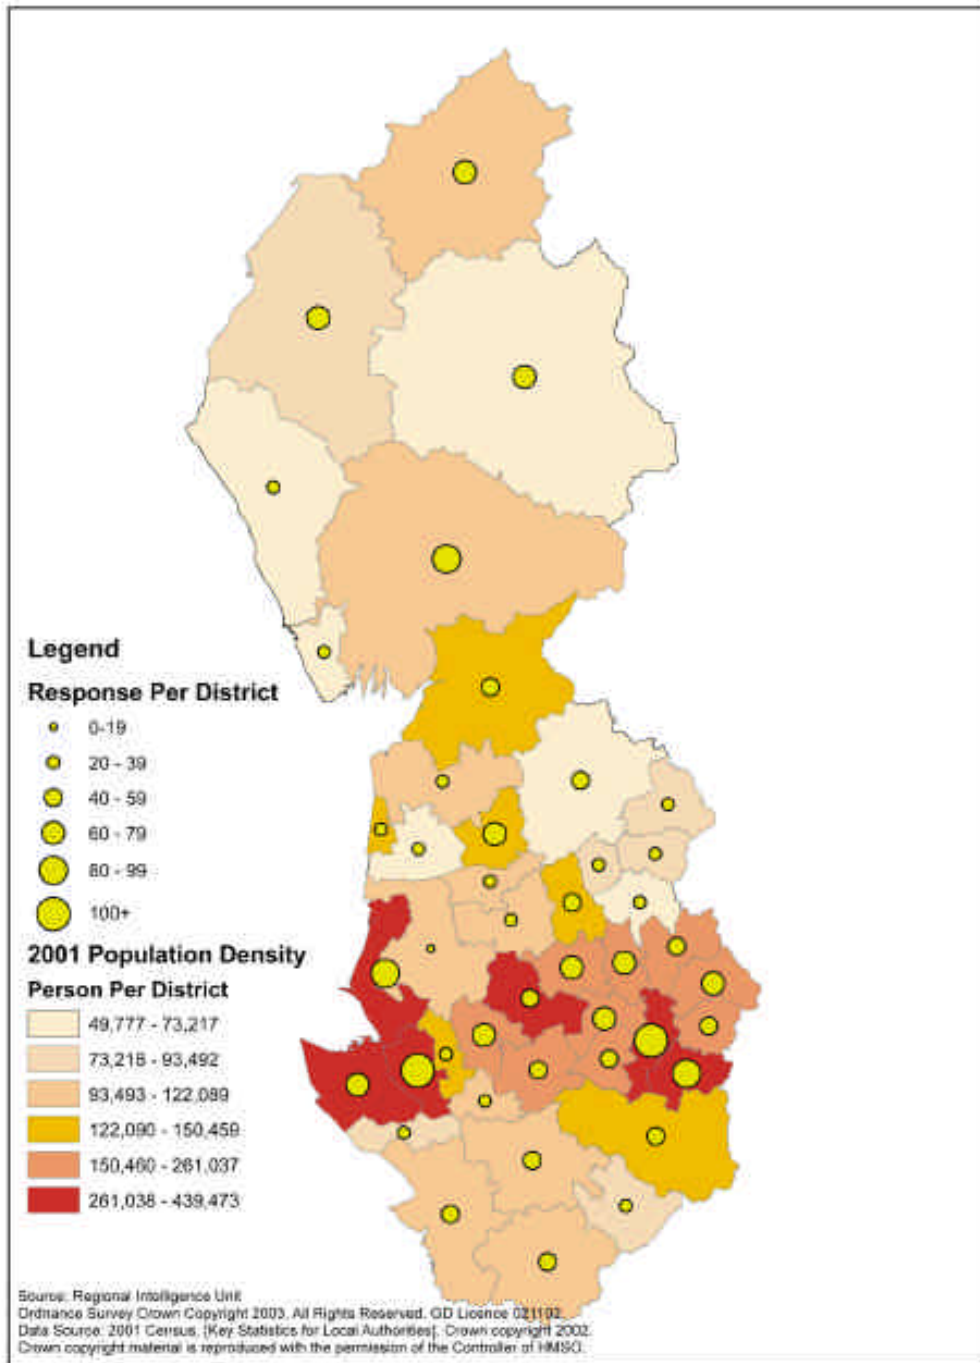 Legend
Response Per District
0-19
20 - 39
40 - 59
60 - 79
80 - 99
100+
2001 Population Density
Person Per District
49,777 - 73,217
73,218 - 93,492
93,493 - 122,089
122,090 - 150,459
150,460 - 261,037
261,038 - 439,473
Source: Regional Intelligence Unit
Ordnance Survey Crown Copyright 2003. All Rights Reserved. GD Licence 021102
Data Source: 2001 Census, [Key Statistics for Local Authorities]. Crown copyright 2002.
Crown copyright material is reproduced with the permission of the Controller of HMSO.